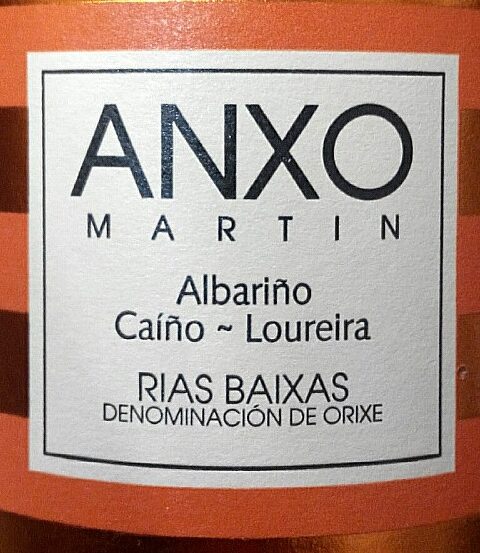 ANXO
MARTIN
Albariño
Caíño ~ Loureira
RIAS BAIXAS
DENOMINACIÓN DE ORIXE